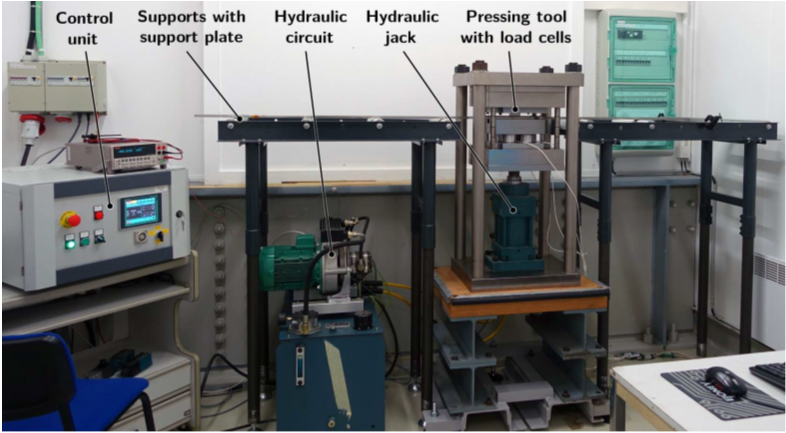 Control
unit
Supports with
support plate
Hydraulic
circuit
Hydraulic
jack
Pressing tool
with load cells